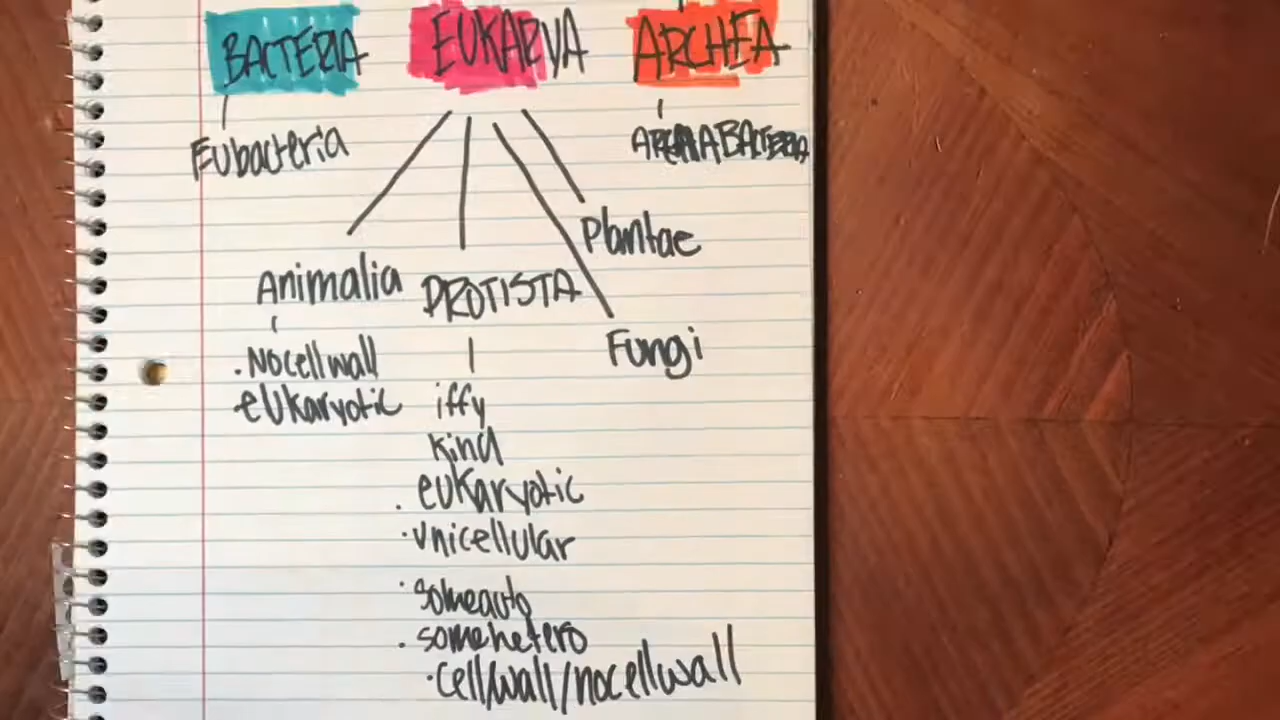 BACTERIA EUKARYA ARCHEA
Eubacteria
ARCHAABACTERIA
Plantae
Animalia PROTISTA
Fungi
. No cell wall
eukaryotic
iffy
kind
. eukaryotic
· unicellular
· some auto
. some hetero
· cell/wall/no cell wall